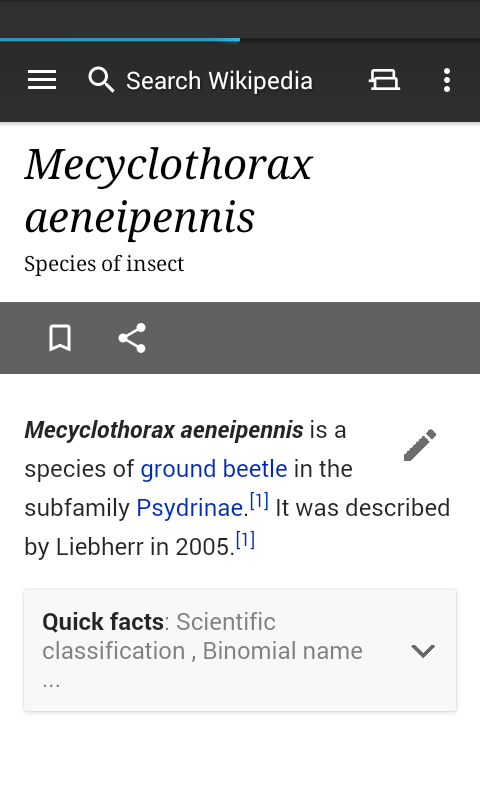 Search Wikipedia
Mecyclothorax
aeneipennis
Species of insect
Mecyclothorax aeneipennis is a
species of ground beetle in the
subfamily Psydrinae.[1] It was described
by Liebherr in 2005.[1]
Quick facts: Scientific
classification , Binomial name
...